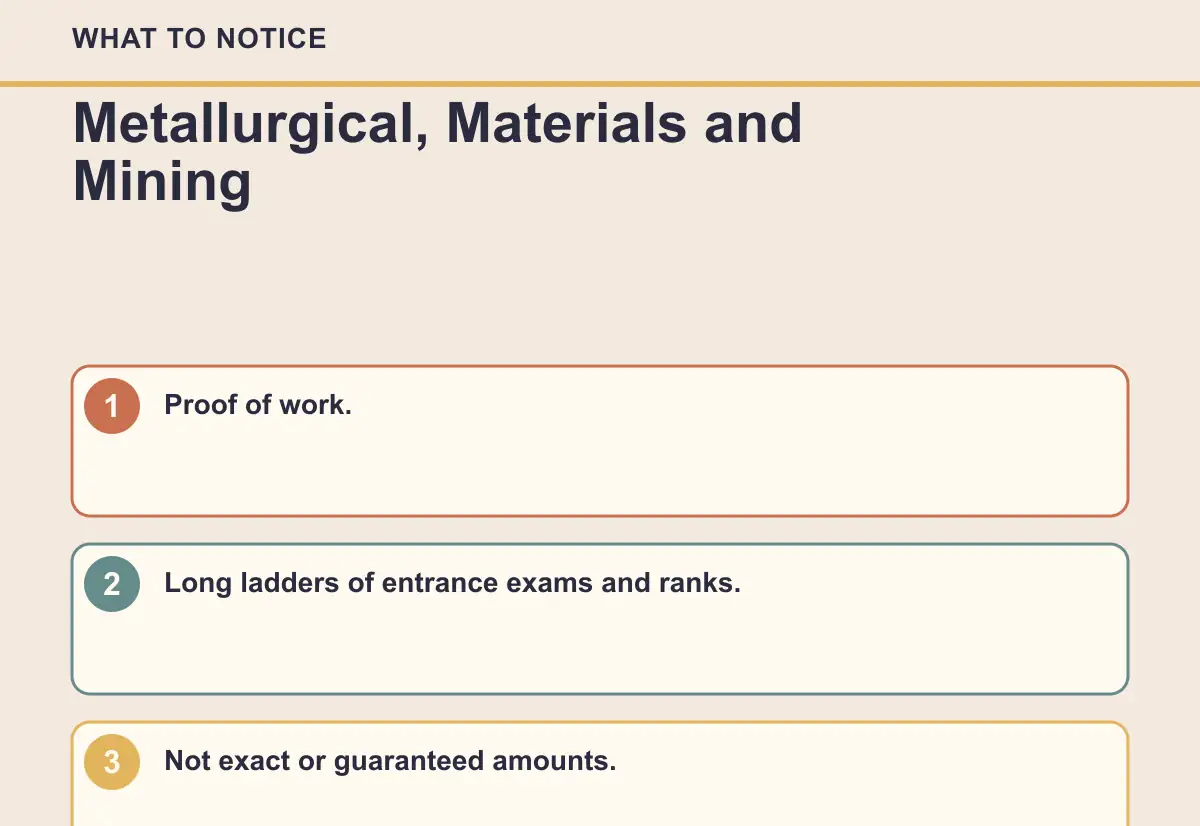 WHAT TO NOTICE
Metallurgical, Materials and
Mining
1
Proof of work.
2
Long ladders of entrance exams and ranks.
3
Not exact or guaranteed amounts.